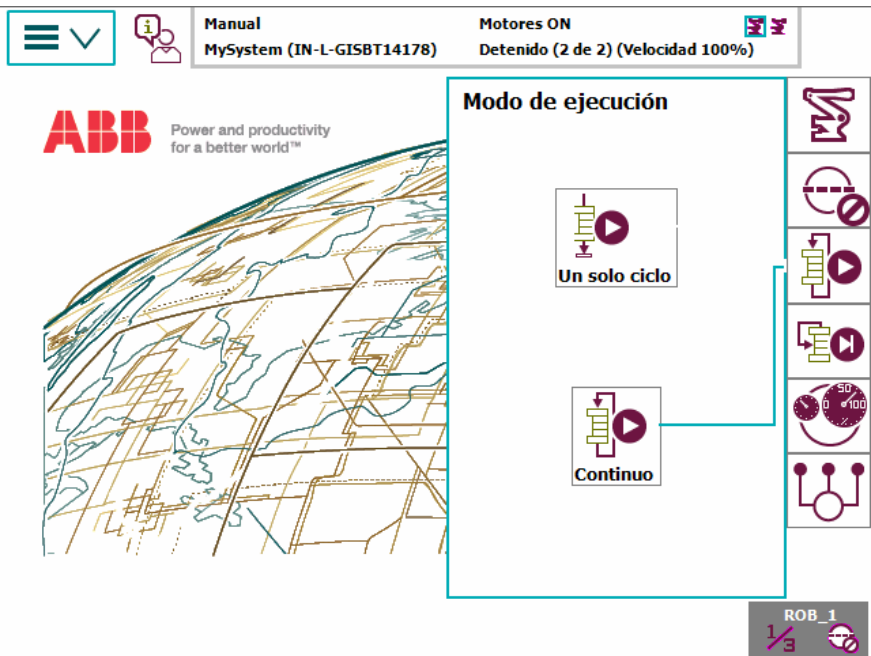 Manual
Motores ON
MySystem (IN-L-GISBT14178)
Detenido (2 de 2) (Velocidad 100%)
ABB
Power and productivity
for a better world™
Modo de ejecución
Un solo ciclo
Continuo
50
0
100
%
ROB_1
1/3